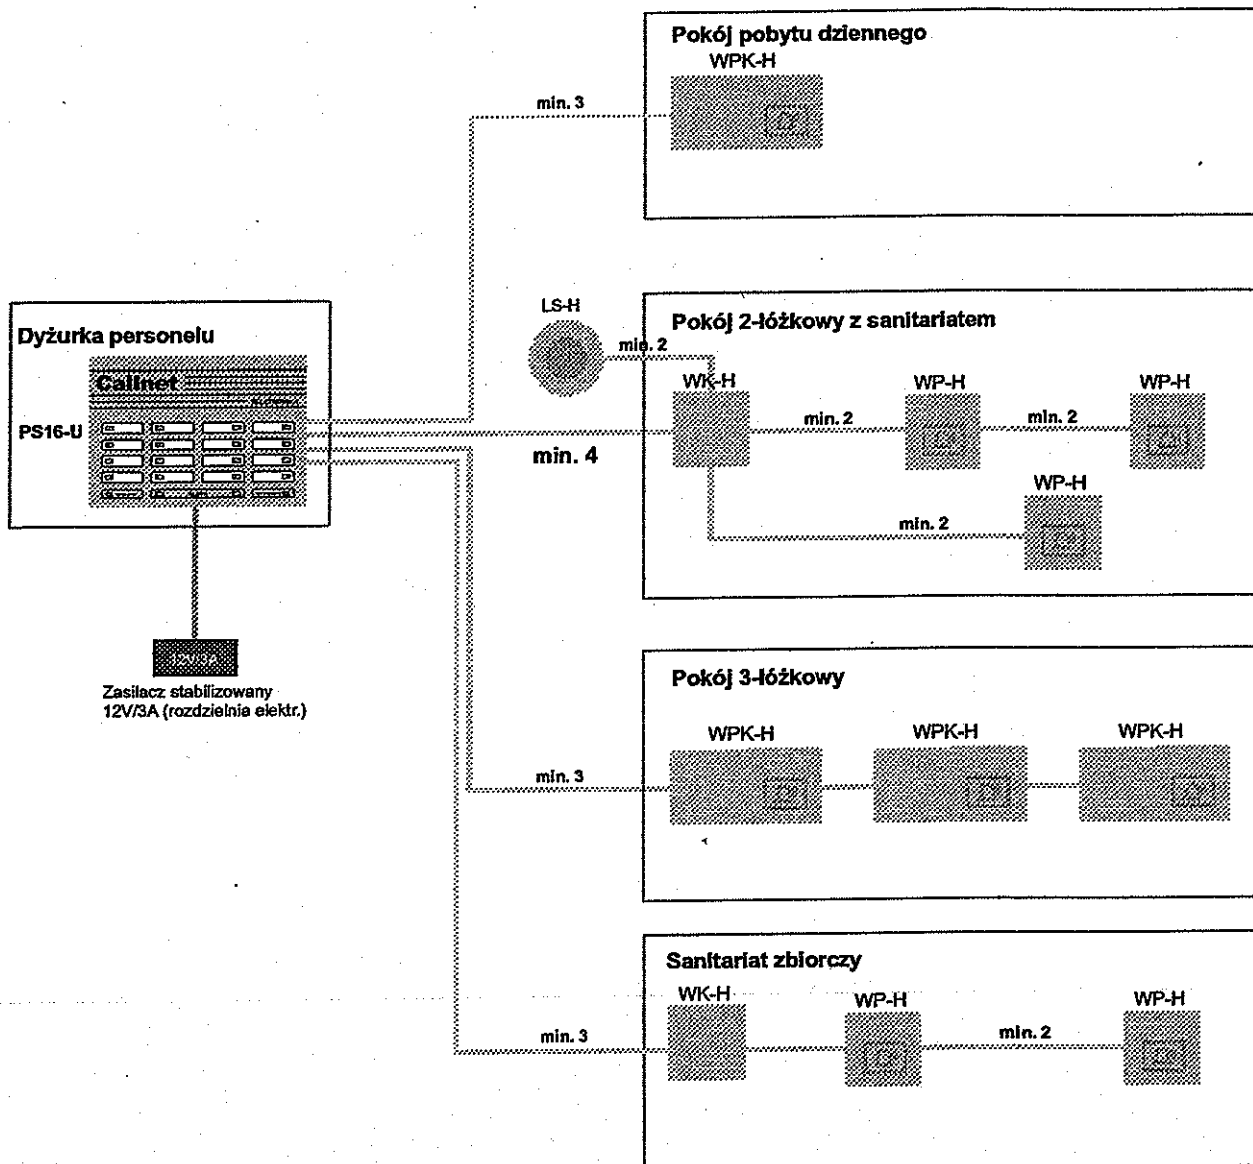 Pokój pobytu dziennego
WPK-H
min. 3
LS-H
min. 2
Pokój 2-łóżkowy z sanitariatem
WK-H
WP-H
WP-H
min. 2
min. 2
min. 4
WP-H
min. 2
Dyżurka personelu
Callnet
PS16-U
12V/3A
Zasilacz stabilizowany
12V/3A (rozdzielnia elektr.)
Pokój 3-łóżkowy
WPK-H
WPK-H
WPK-H
min. 3
Sanitariat zbiorczy
WK-H
WP-H
WP-H
min. 3
min. 2